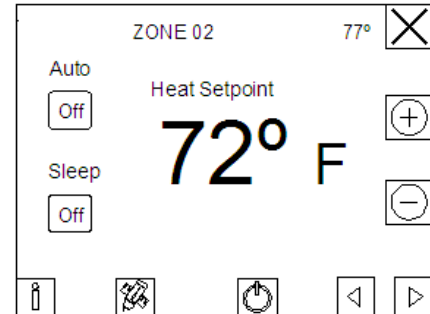 ZONE 02 77º
Auto
Off
Heat Setpoint
72º F
Sleep
Off